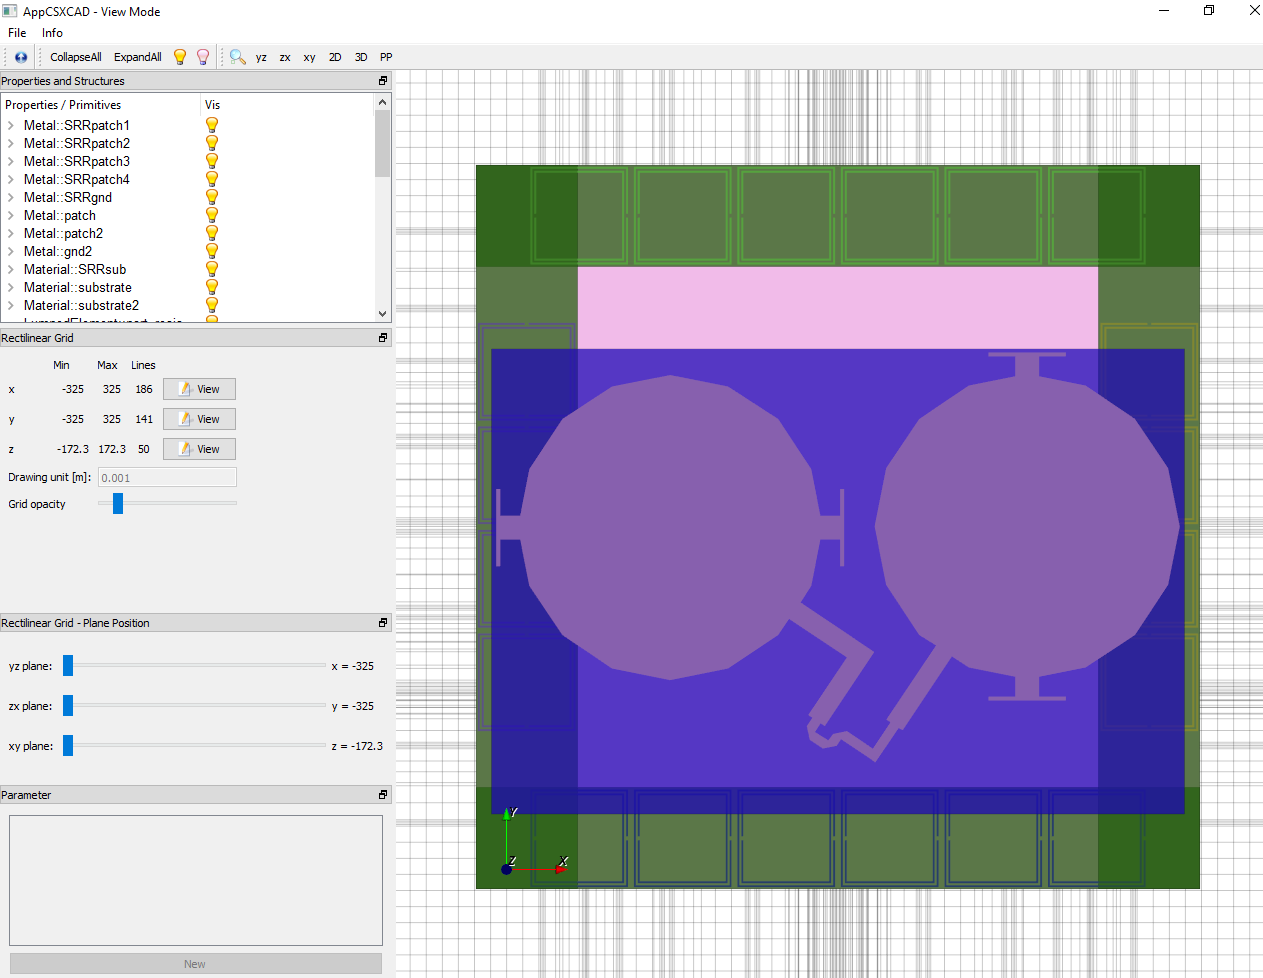 AppCSXCAD - View Mode
File Info
CollapseAll ExpandAll yz zx xy 2D 3D PP
Properties and Structures
Properties / Primitives Vis
Metal::SRRpatch1
Metal::SRRpatch2
Metal::SRRpatch3
Metal::SRRpatch4
Metal::SRRgnd
Metal::patch
Metal::patch2
Metal::gnd2
Material::SRRsub
Material::substrate
Material::substrate2
Rectilinear Grid
Min Max Lines
x -325 325 186 View
y -325 325 141 View
z -172.3 172.3 50 View
Drawing unit [m]: 0.001
Grid opacity
Rectilinear Grid - Plane Position
yz plane: x = -325
zx plane: y = -325
xy plane: z = -172.3
Parameter
New
Y
Z X